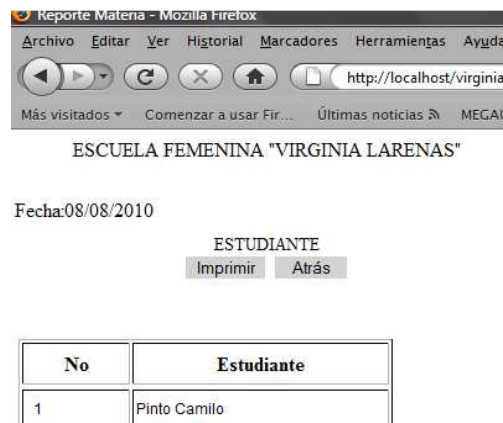 Reporte Materia - Mozilla Firefox
Archivo Editar Ver Historial Marcadores Herramientas Ayuda
http://localhost/virginia
Más visitados Comenzar a usar Fir... Últimas noticias MEGAU
ESCUELA FEMENINA "VIRGINIA LARENAS"
Fecha:08/08/2010
ESTUDIANTE
Imprimir Atrás
No Estudiante
1 Pinto Camilo